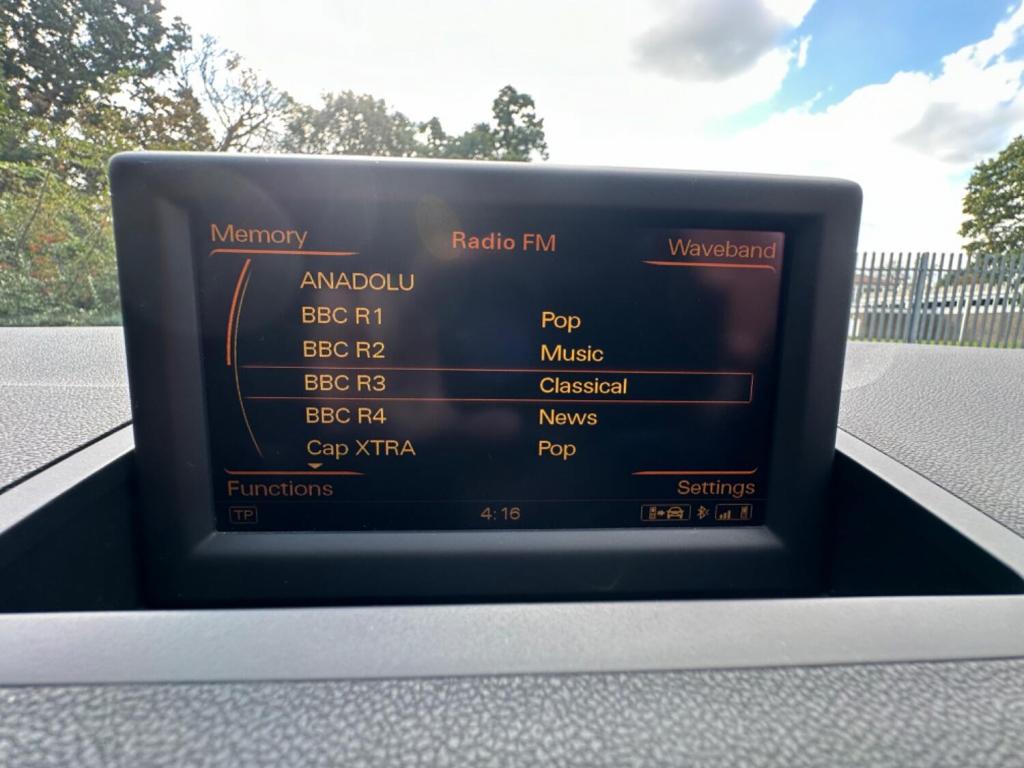 Memory Radio FM Waveband
ANADOLU
BBC R1 Pop
BBC R2 Music
BBC R3 Classical
BBC R4 News
Cap XTRA Pop
Functions Settings
TP 4:16